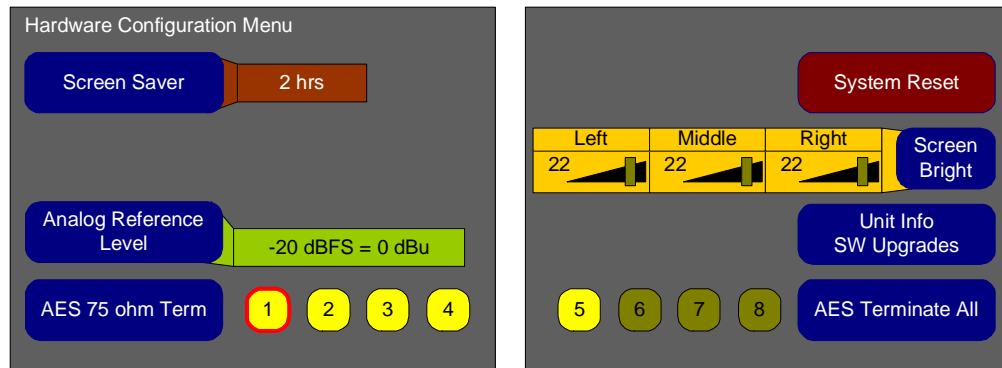 Hardware Configuration Menu
Screen Saver
2 hrs
Analog Reference
Level
-20 dBFS = 0 dBu
AES 75 ohm Term
1 2 3 4
System Reset
Left Middle Right
22 22 22
Screen
Bright
Unit Info
SW Upgrades
5 6 7 8
AES Terminate All